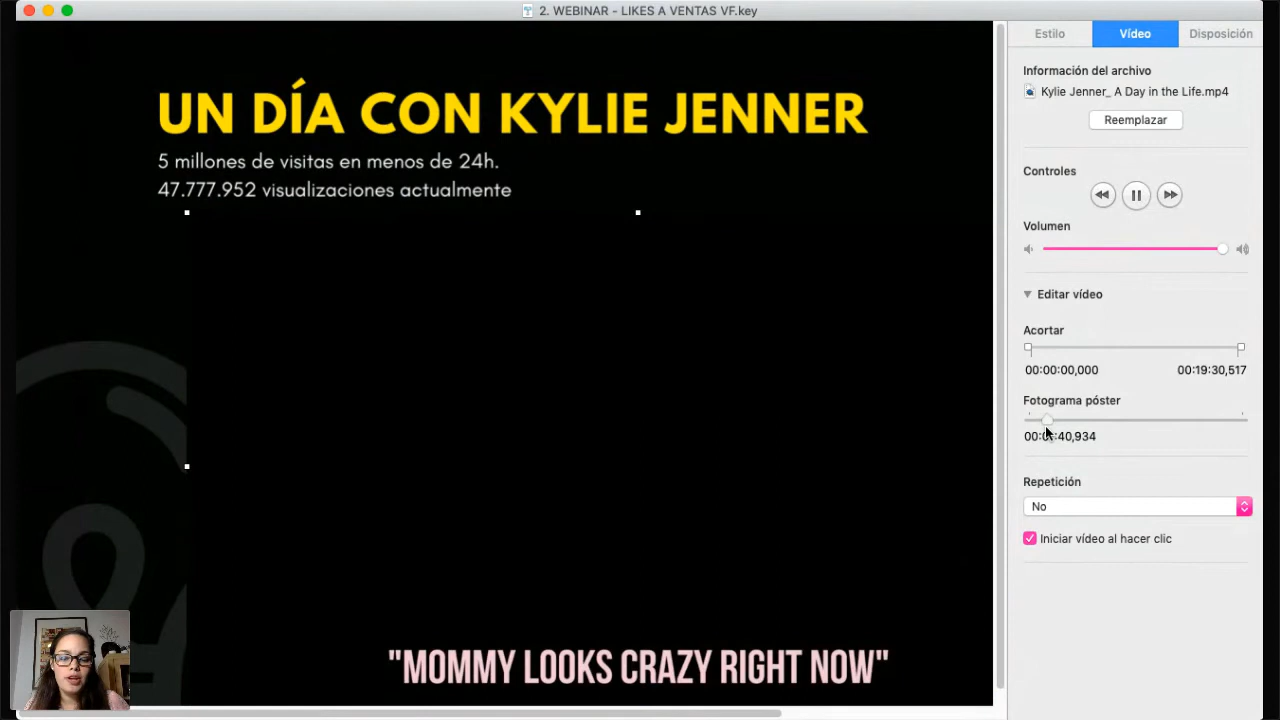 2. WEBINAR - LIKES A VENTAS VF.key
Estilo
Vídeo
Disposición
UN DÍA CON KYLIE JENNER
5 millones de visitas en menos de 24h.
47.777.952 visualizaciones actualmente
"MOMMY LOOKS CRAZY RIGHT NOW"
Información del archivo
Kylie Jenner_ A Day in the Life.mp4
Reemplazar
Controles
Volumen
Editar vídeo
Acortar
00:00:00,000
00:19:30,517
Fotograma póster
Repetición
No
Iniciar vídeo al hacer clic